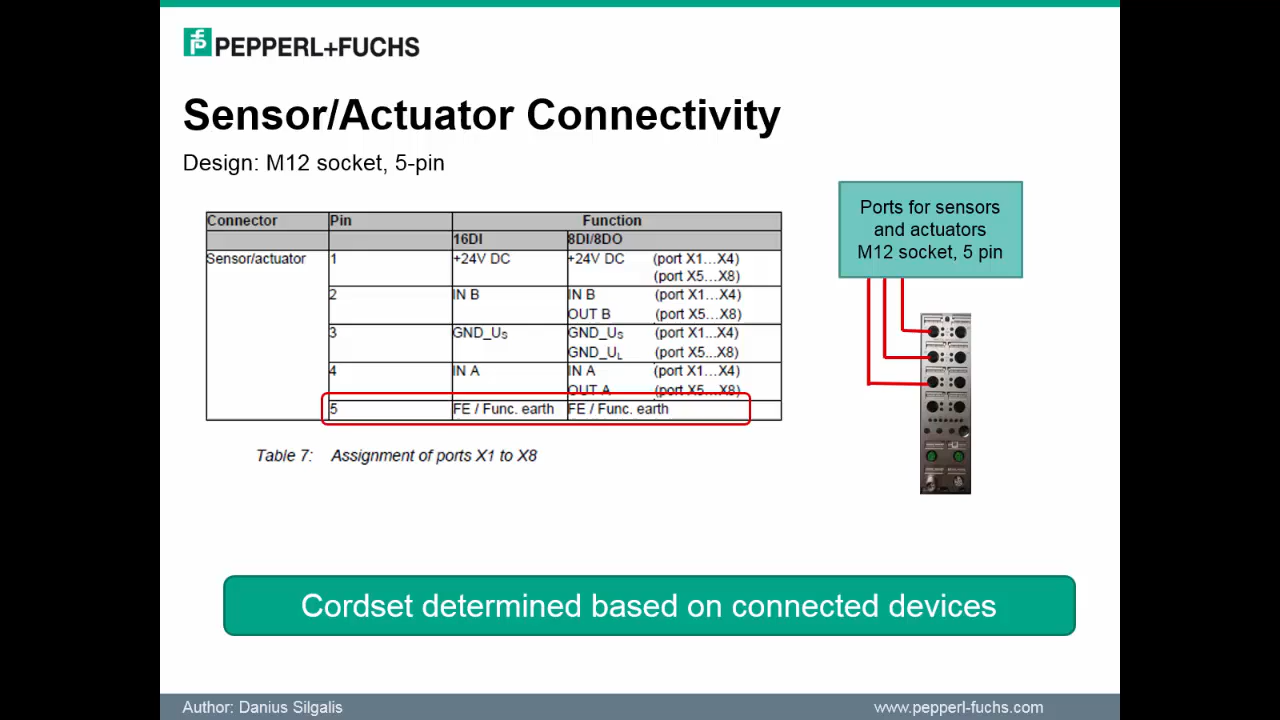 PEPPERL+FUCHS
Sensor/Actuator Connectivity
Design: M12 socket, 5-pin
Connector Pin Function
16DI 8DI/8DO
Sensor/actuator 1 +24V DC +24V DC (port X1...X4)
(port X5...X8)
2 IN B IN B (port X1...X4)
OUT B (port X5...X8)
3 GND_US GND_US (port X1...X4)
GND_UL (port X5...X8)
4 IN A IN A (port X1...X4)
OUT A (port X5...X8)
5 FE / Func. earth FE / Func. earth
Table 7: Assignment of ports X1 to X8
Ports for sensors
and actuators
M12 socket, 5 pin
Cordset determined based on connected devices
Author: Danius Silgalis
www.pepperl-fuchs.com